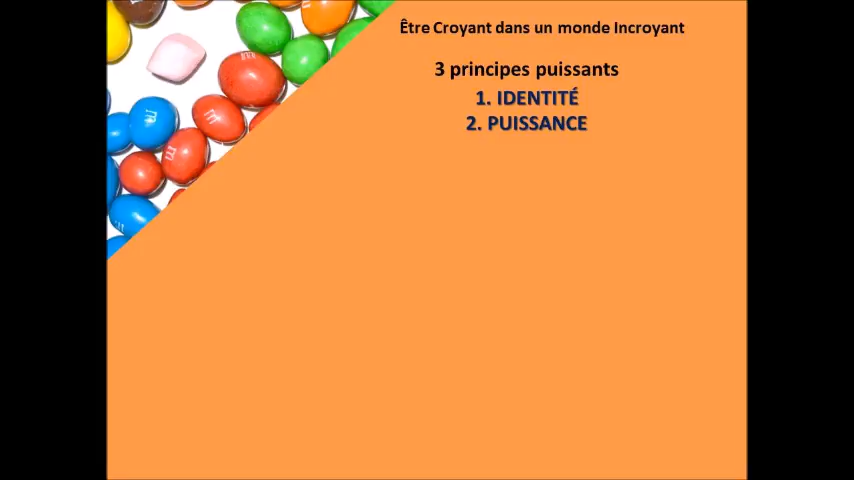 Être Croyant dans un monde Incroyant
3 principes puissants
1. IDENTITÉ
2. PUISSANCE
m
m
m
m